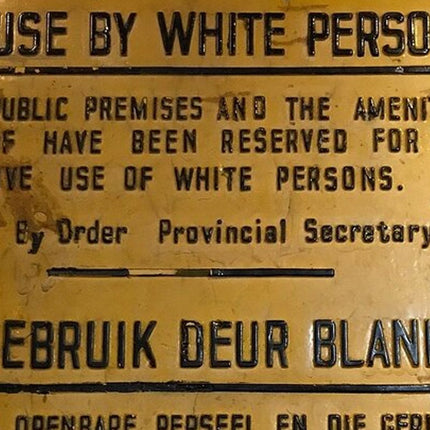 USE BY WHITE PERSO
UBLIC PREMISES AND THE AMENIT
F HAVE BEEN RESERVED FOR
VE USE OF WHITE PERSONS.
By Order Provincial Secretary
EBRUIK DEUR BLAN
OPENBARE PERSEEL EN DIE GERI